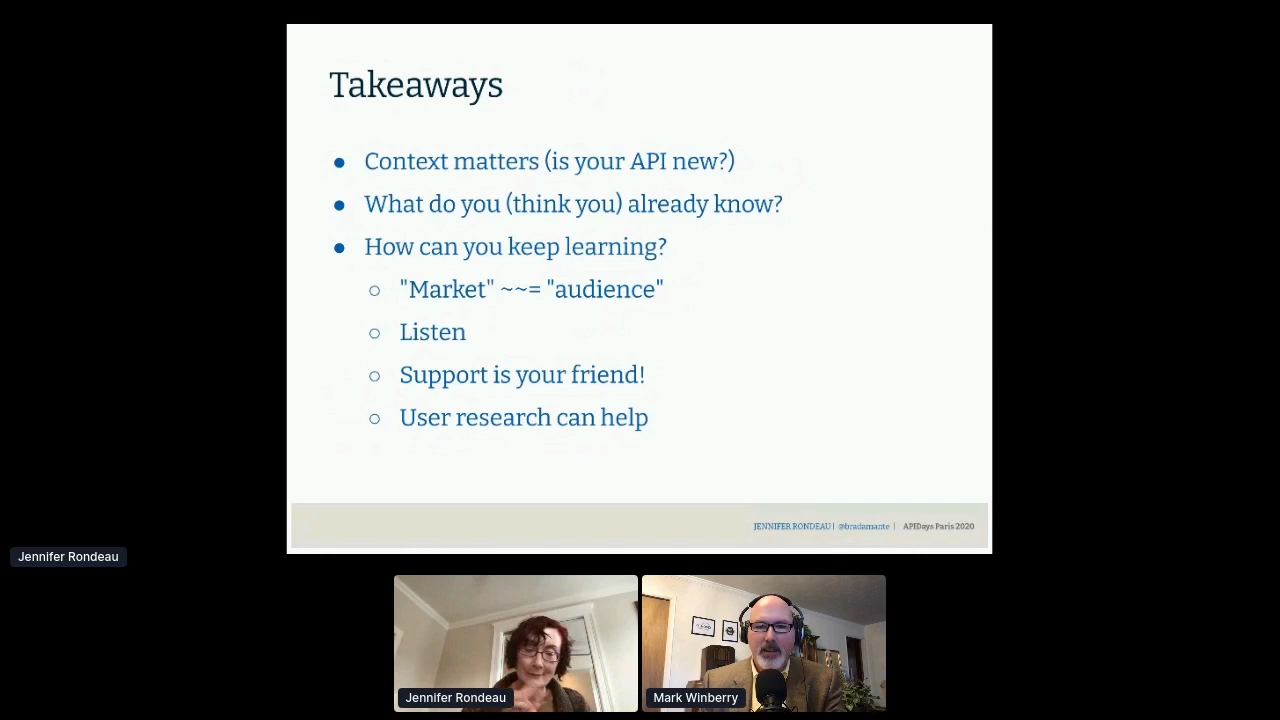 Takeaways
● Context matters (is your API new?)
● What do you (think you) already know?
● How can you keep learning?
○ "Market" ~~= "audience"
○ Listen
○ Support is your friend!
○ User research can help
JENNIFER RONDEAU | @bradamante | APIDays Paris 2020
Jennifer Rondeau
Jennifer Rondeau
Mark Winberry